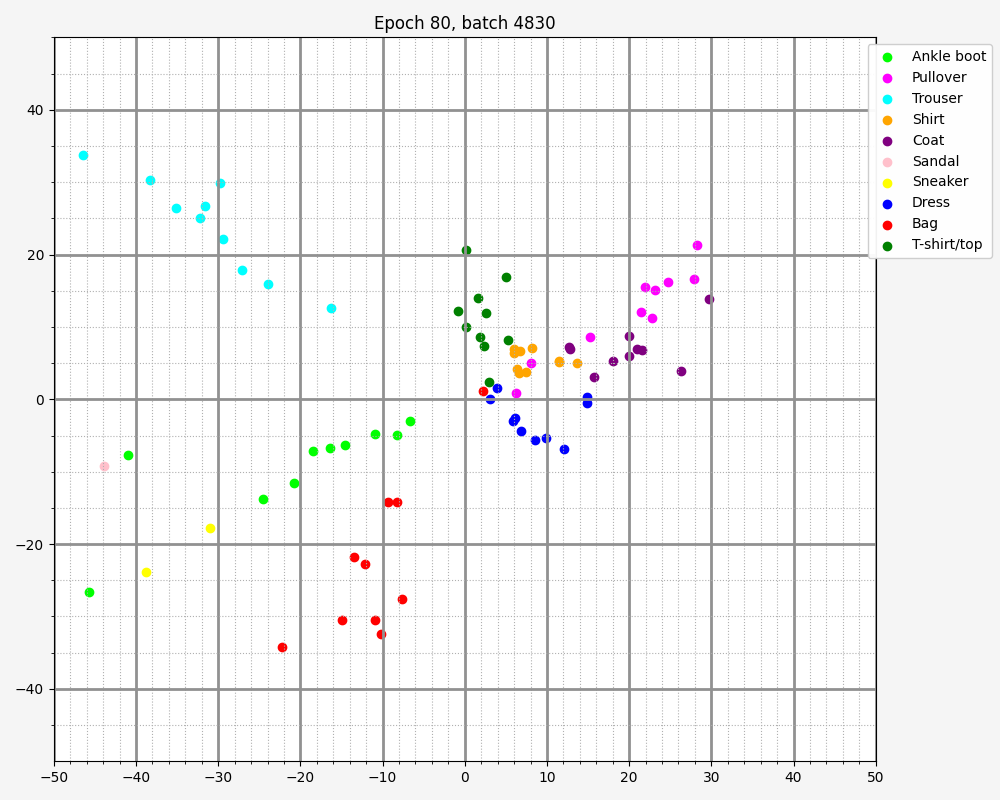 Epoch 80, batch 4830
Ankle boot
Pullover
Trouser
Shirt
Coat
Sandal
Sneaker
Dress
Bag
T-shirt/top
40
20
0
−20
−40
−50 −40 −30 −20 −10 0 10 20 30 40 50